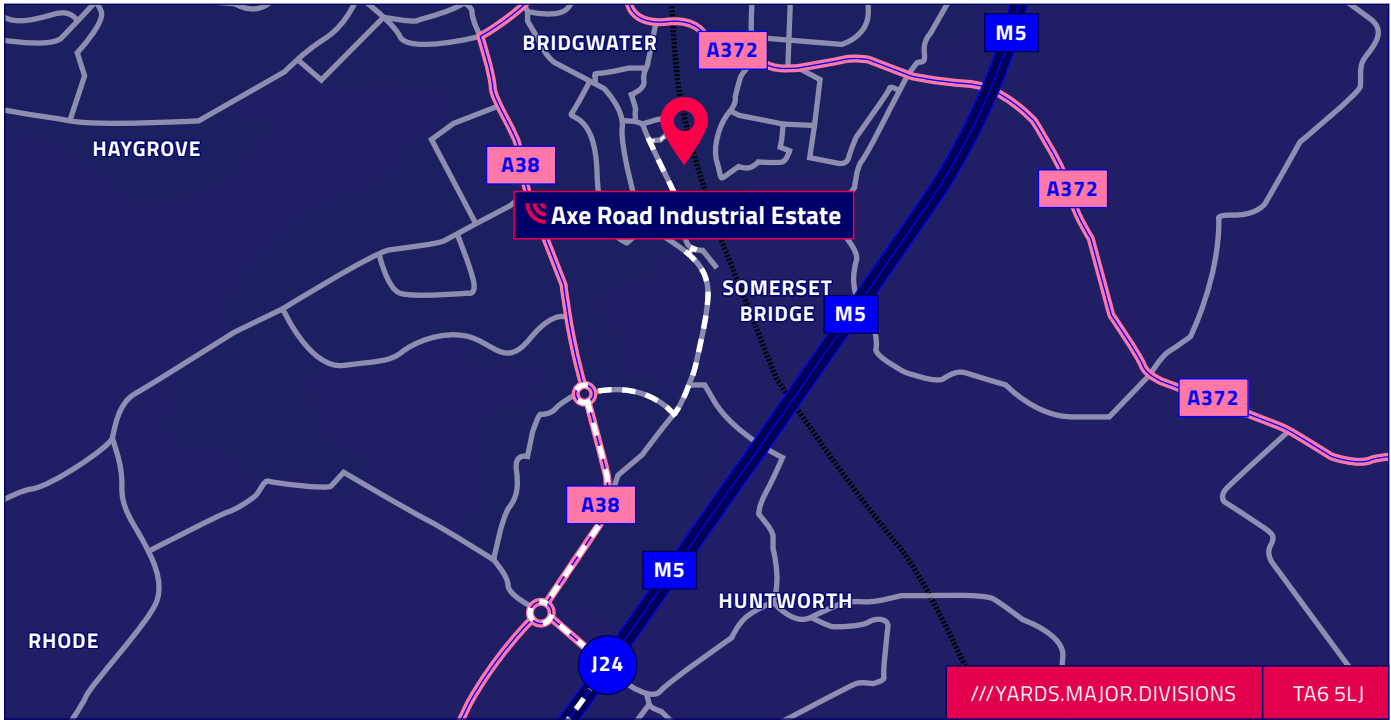 M5
BRIDGWATER
A372
HAYGROVE
A38
A372
Axe Road Industrial Estate
SOMERSET
BRIDGE
M5
A372
A38
M5
HUNTWORTH
RHODE
J24
///YARDS.MAJOR.DIVISIONS
TA6 5LJ